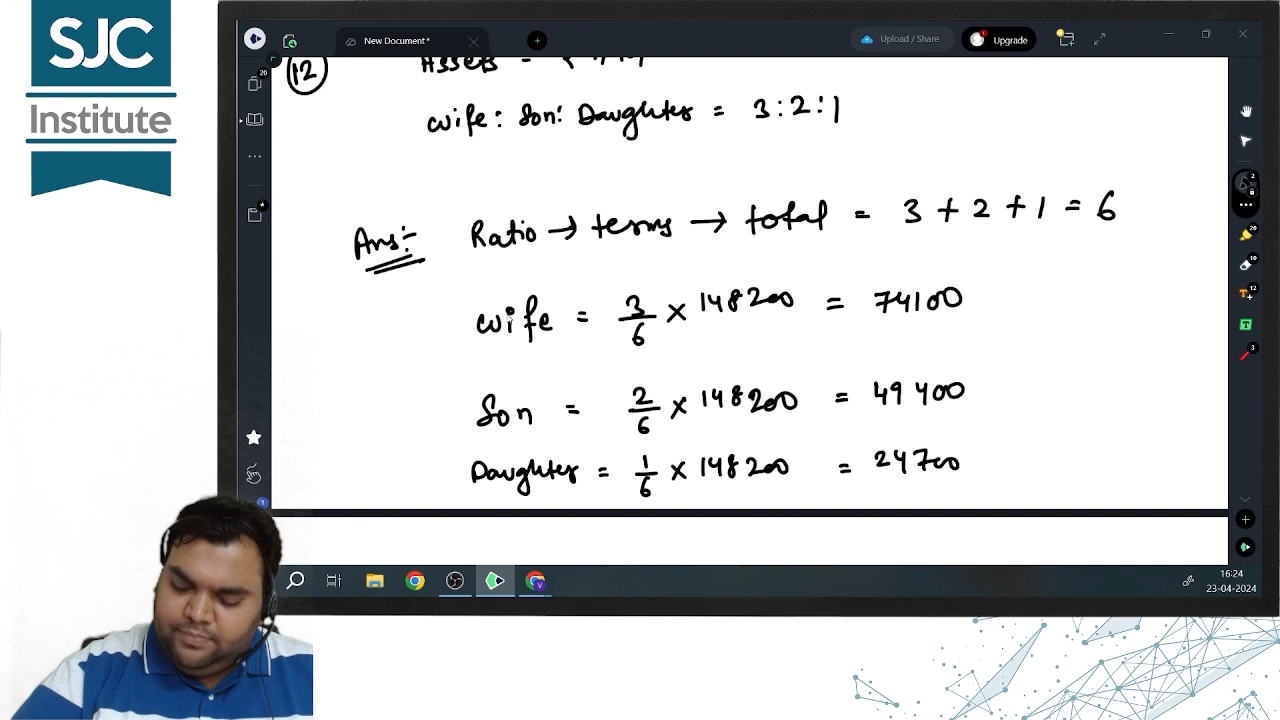 SJC
Institute
New Document*
Upload / Share
Upgrade
(12)
Assets =
Wife : Son : Daughter = 3 : 2 : 1
Ans:- Ratio → terms → total = 3 + 2 + 1 = 6
Wife = 3/6 × 148200 = 74100
Son = 2/6 × 148200 = 49400
Daughter = 1/6 × 148200 = 24700
16:24
23-04-2024